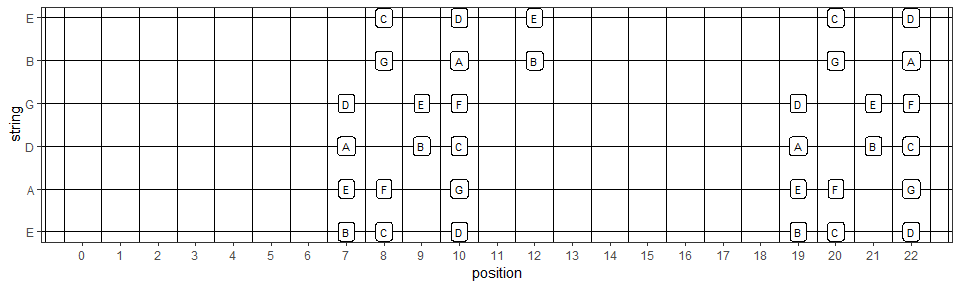 E C D E C D
B G A B G A
G D E F D E F
D A B C A B C
A E F G E F G
E B C D B C D
0 1 2 3 4 5 6 7 8 9 10 11 12 13 14 15 16 17 18 19 20 21 22
string
position